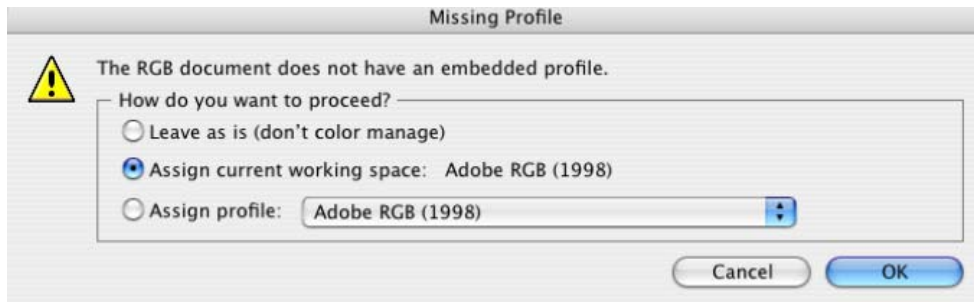 Missing Profile
The RGB document does not have an embedded profile.
How do you want to proceed?
Leave as is (don't color manage)
Assign current working space: Adobe RGB (1998)
Assign profile: Adobe RGB (1998)
Cancel OK